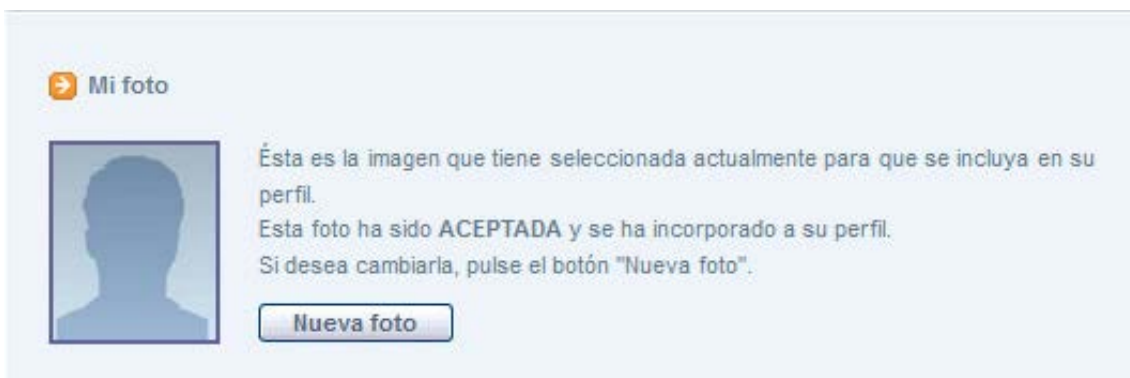 Mi foto
Ésta es la imagen que tiene seleccionada actualmente para que se incluya en su
perfil.
Esta foto ha sido ACEPTADA y se ha incorporado a su perfil.
Si desea cambiarla, pulse el botón "Nueva foto".
Nueva foto